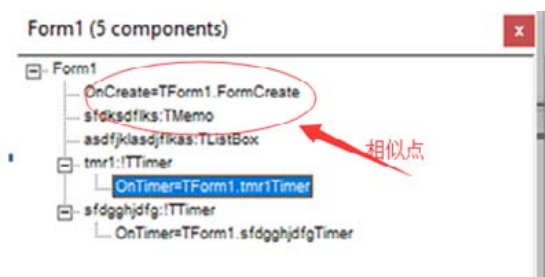 Form1 (5 components)
x
Form1
OnCreate=TForm1.FormCreate
sfdksdflks:TMemo
asdfjklasdjflkas:TListBox
相似点
tmr1:!TTimer
OnTimer=TForm1.tmr1Timer
sfdgghjdfg:!TTimer
OnTimer=TForm1.sfdgghjdfgTimer